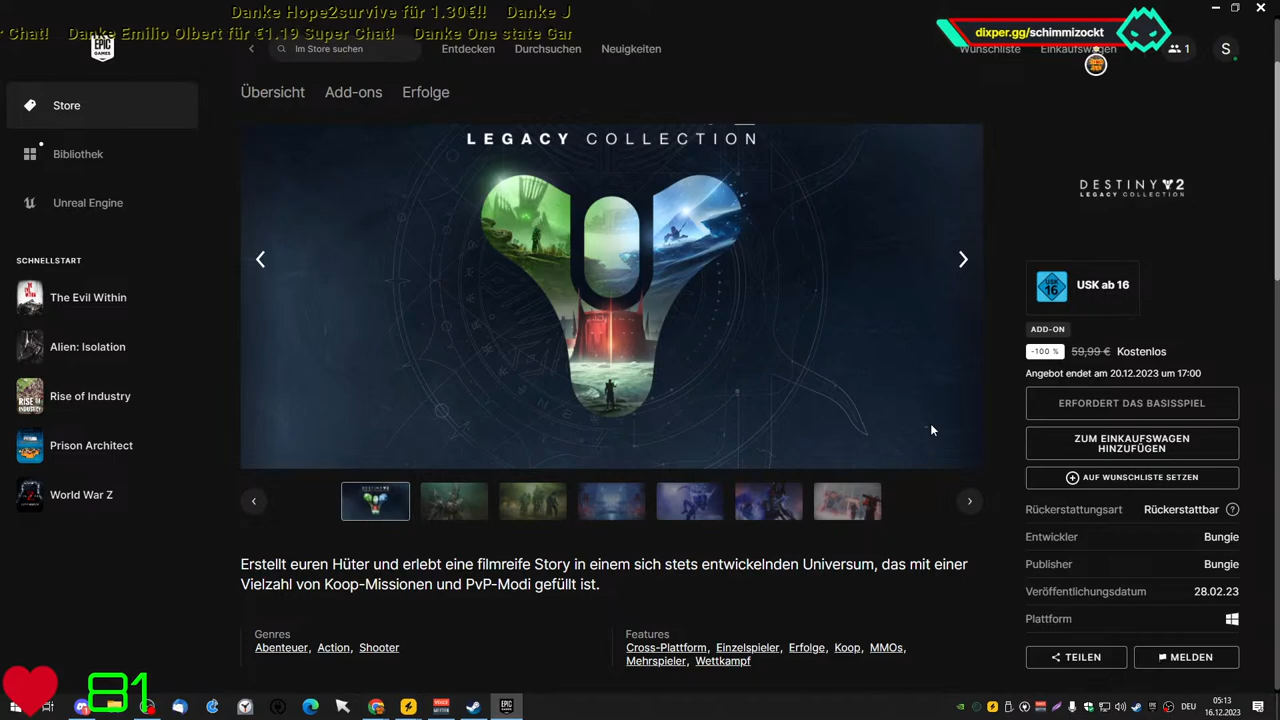 Danke Hope2survive für 1.30€!! Danke J
r Chat! Danke Emilio Olbert für €1.19 Super Chat! Danke One state Gar
dixper.gg/schimmizockt
EPIC
GAMES
Im Store suchen
Entdecken
Durchsuchen
Neuigkeiten
Wunschliste
Einkaufswagen
1
S
Store
Bibliothek
Unreal Engine
SCHNELLSTART
The Evil Within
Alien: Isolation
Rise of Industry
Prison Architect
World War Z
Übersicht
Add-ons
Erfolge
LEGACY COLLECTION
Erstellt euren Hüter und erlebt eine filmreife Story in einem sich stets entwickelnden Universum, das mit einer
Vielzahl von Koop-Missionen und PvP-Modi gefüllt ist.
Genres
Abenteuer, Action, Shooter
Features
Cross-Plattform, Einzelspieler, Erfolge, Koop, MMOs,
Mehrspieler, Wettkampf
DESTINY 2
LEGACY COLLECTION
USK
16
USK ab 16
ADD-ON
-100 % 59,99 € Kostenlos
Angebot endet am 20.12.2023 um 17:00
ERFORDERT DAS BASISSPIEL
ZUM EINKAUFSWAGEN
HINZUFÜGEN
AUF WUNSCHLISTE SETZEN
Rückerstattungsart Rückerstattbar ?
Entwickler Bungie
Publisher Bungie
Veröffentlichungsdatum 28.02.23
Plattform
TEILEN
MELDEN
81
DEU
05:13
16.12.2023